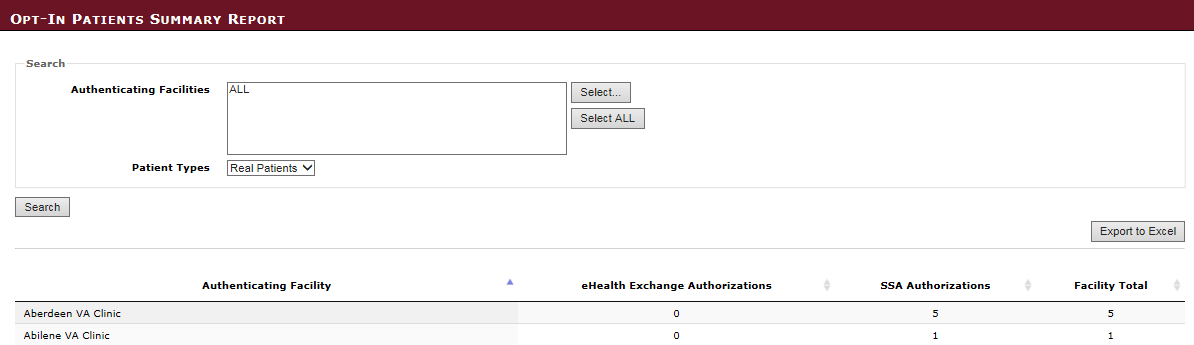 Opt-In Patients Summary Report
Search
Authenticating Facilities
ALL
Select...
Select ALL
Patient Types
Real Patients
Search
Export to Excel
Authenticating Facility eHealth Exchange Authorizations SSA Authorizations Facility Total
Aberdeen VA Clinic 0 5 5
Abilene VA Clinic 0 1 1